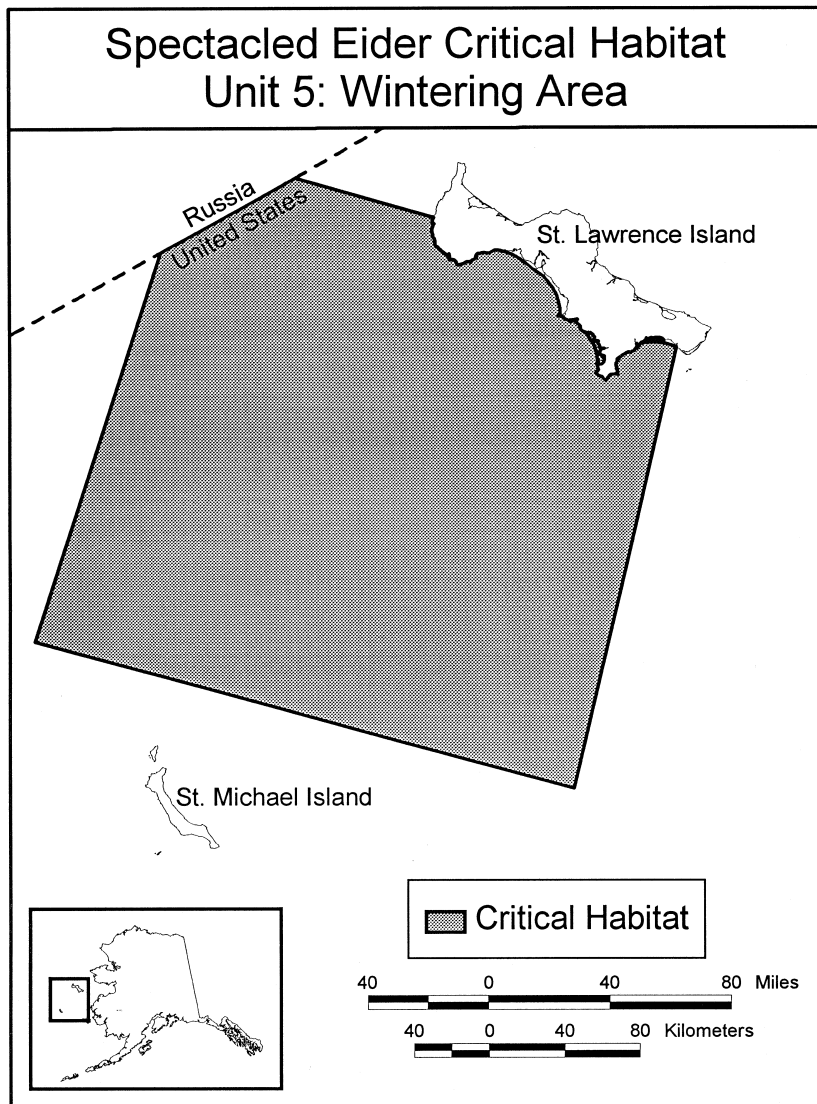 Spectacled Eider Critical Habitat
Unit 5: Wintering Area
Russia
United States
St. Lawrence Island
St. Michael Island
Critical Habitat
40 0 40 80 Miles
40 0 40 80 Kilometers